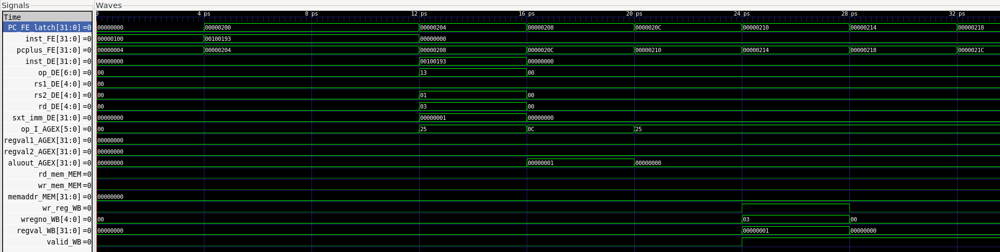 Signals Waves
Time 0 4 ps 8 ps 12 ps 16 ps 20 ps 24 ps 28 ps 32 ps
PC_FE_latch[31:0] =0 00000000 00000200 00000204 00000208 0000020C 00000210 00000214 00000218
inst_FE[31:0] =0 00000100 00100193 00000000
pcplus_FE[31:0] =0 00000004 00000204 00000208 0000020C 00000210 00000214 00000218 0000021C
inst_DE[31:0] =0 00000000 00100193 00000000
op_DE[6:0] =0 00 13 00
rs1_DE[4:0] =0 00
rs2_DE[4:0] =0 00 01 00
rd_DE[4:0] =0 00 03 00
sxt_imm_DE[31:0] =0 00000000 00000001 00000000
op_I_AGEX[5:0] =0 00 25 0C 25
regval1_AGEX[31:0] =0 00000000
regval2_AGEX[31:0] =0 00000000
aluout_AGEX[31:0] =0 00000000 00000001 00000000
rd_mem_MEM =0
wr_mem_MEM =0
memaddr_MEM[31:0] =0 00000000
wr_reg_WB =0
wregno_WB[4:0] =0 00 03 00
regval_WB[31:0] =0 00000000 00000001 00000000
valid_WB =0